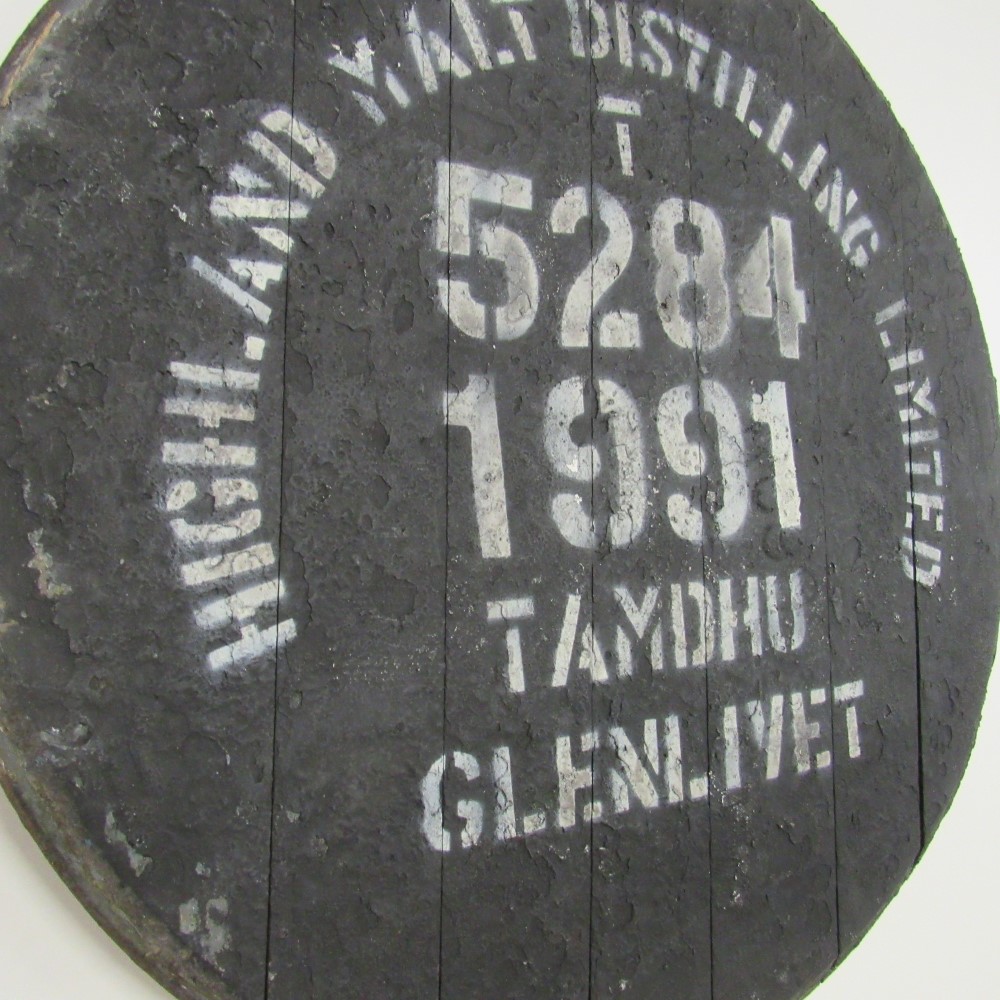 HIGHLAND MALT DISTILLING LIMITED
T
5284
1991
TAMDHU
GLENLIVET